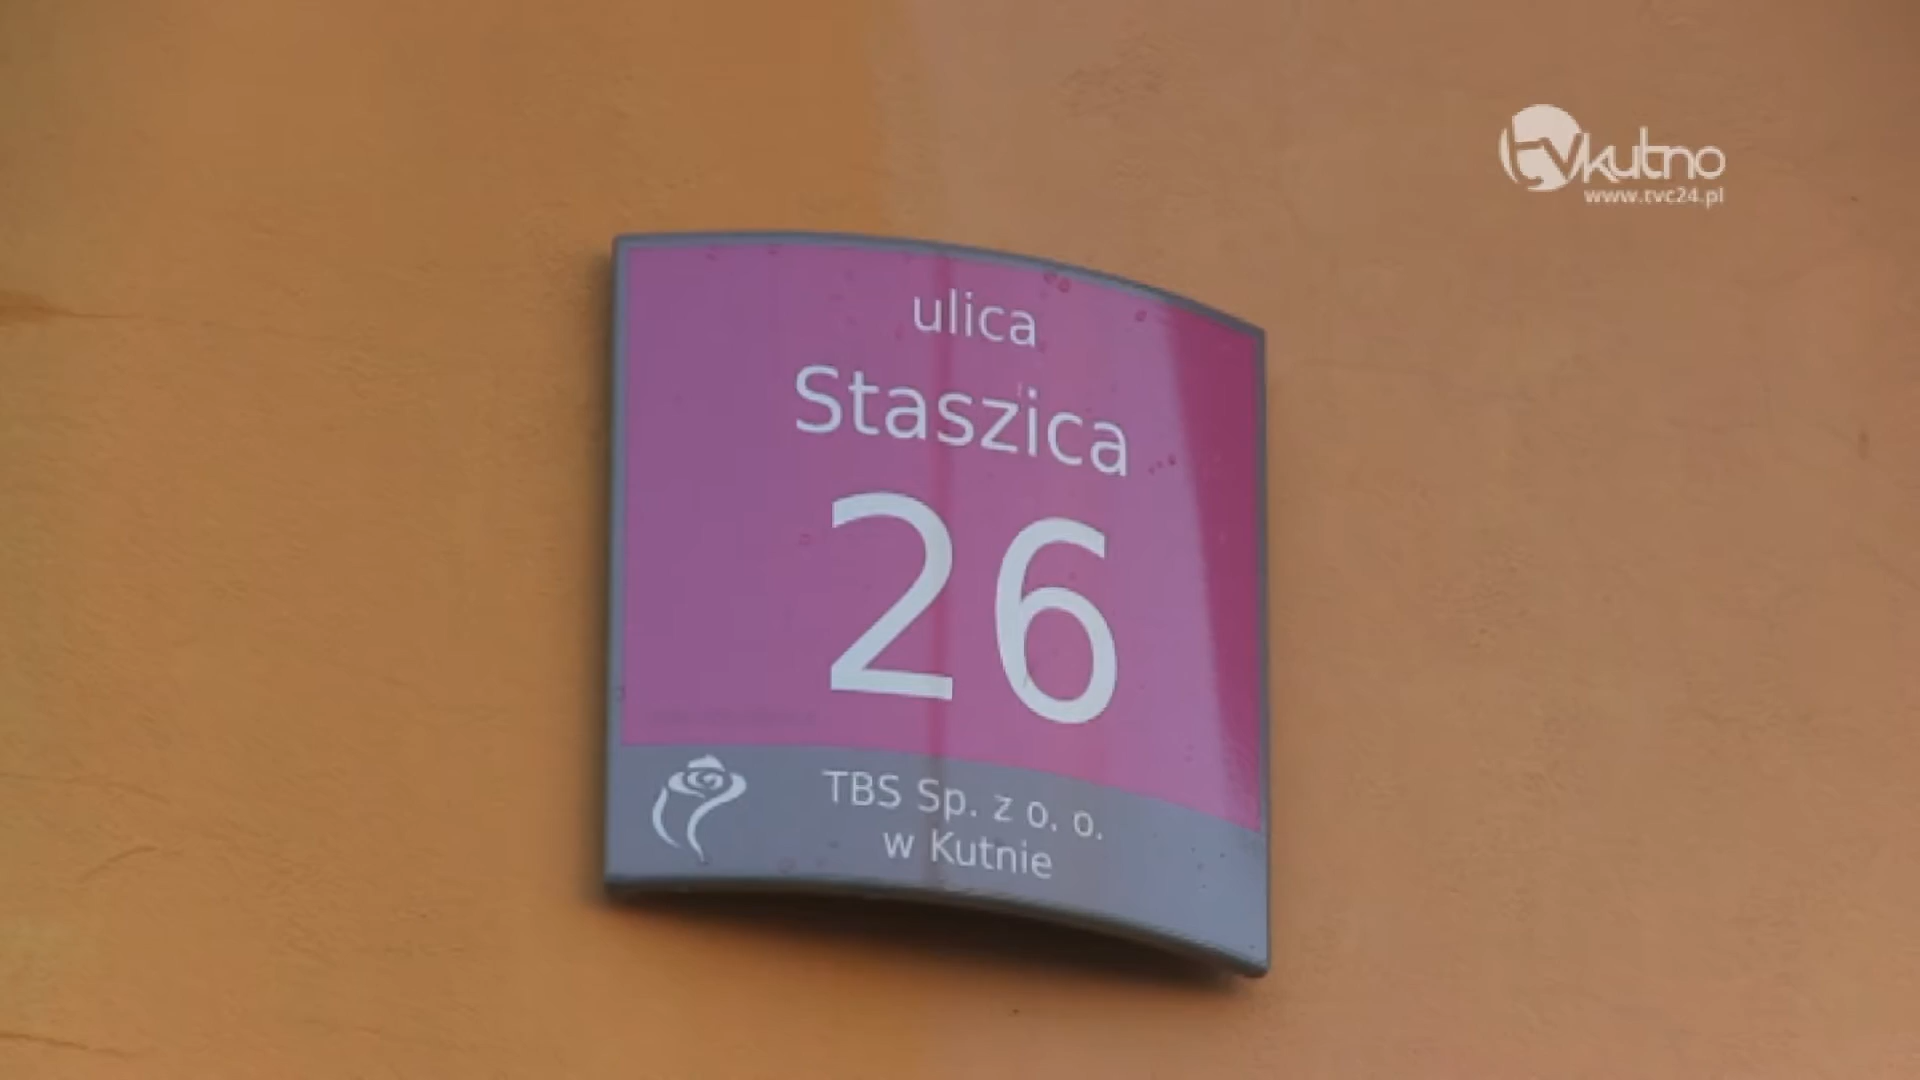 tvkutno
www.tvc24.pl
ulica
Staszica
26
TBS Sp. z o. o.
w Kutnie